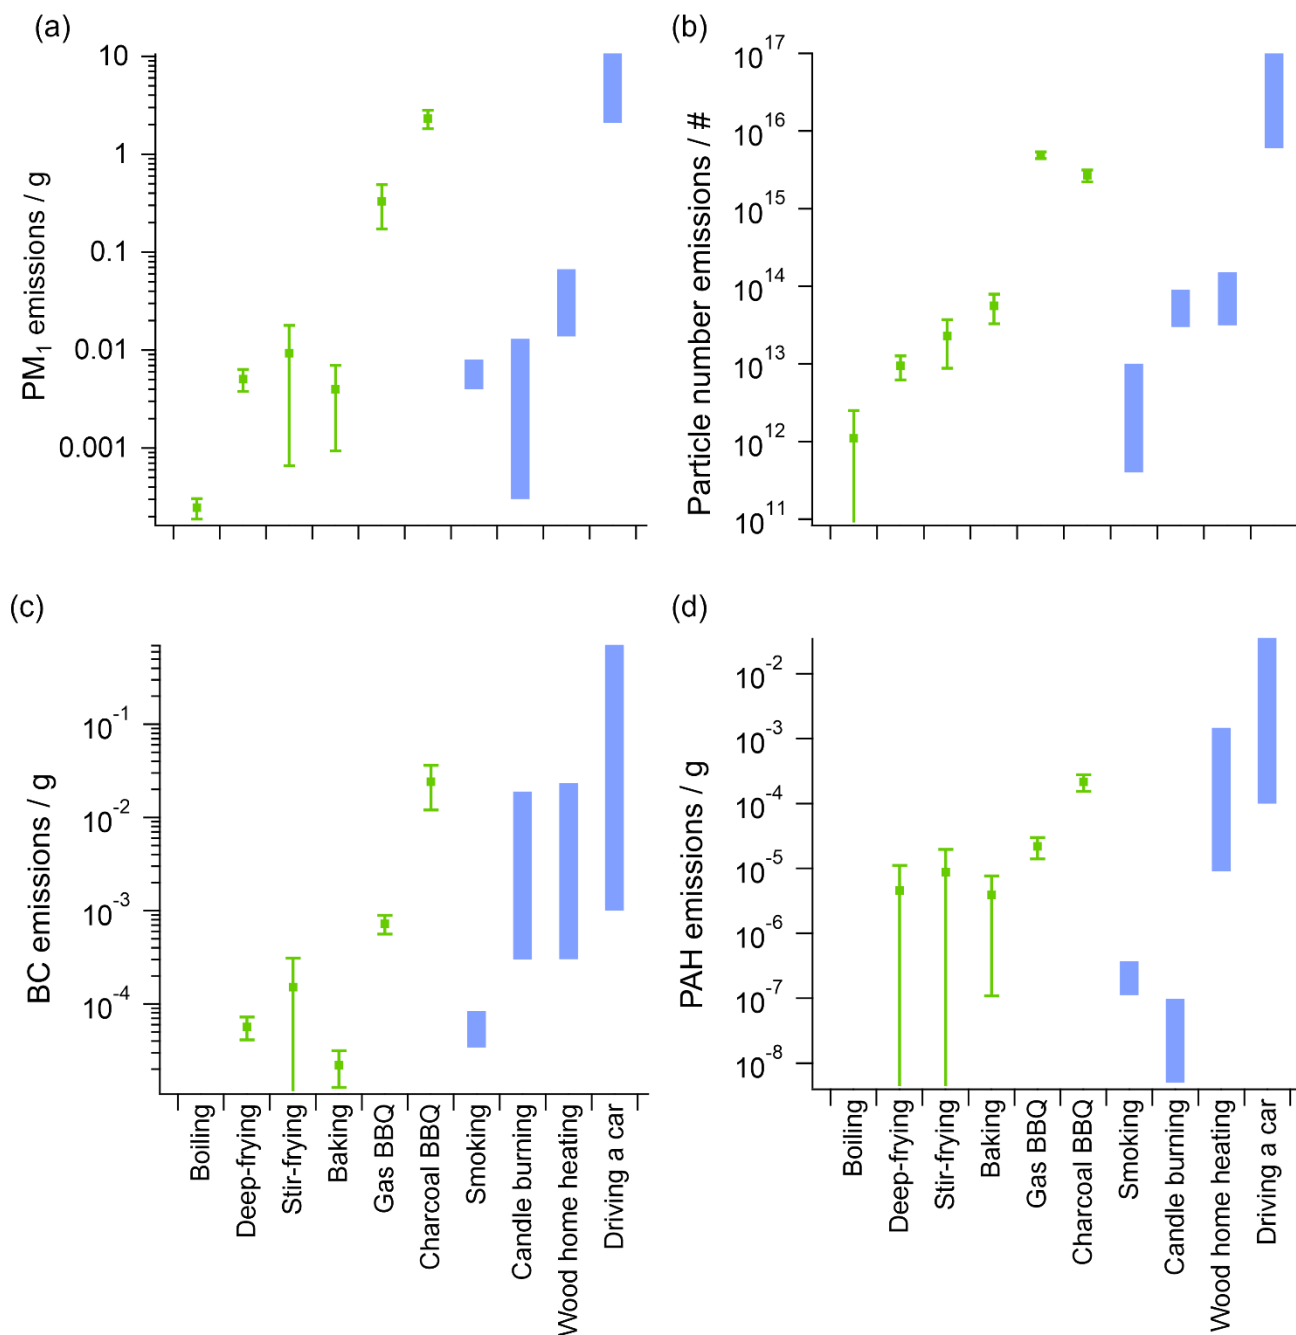 (a)
PM1 emissions / g
10
1
0.1
0.01
0.001
(b)
Particle number emissions / #
10^17
10^16
10^15
10^14
10^13
10^12
10^11
(c)
BC emissions / g
10^-1
10^-2
10^-3
10^-4
Boiling
Deep-frying
Stir-frying
Baking
Gas BBQ
Charcoal BBQ
Smoking
Candle burning
Wood home heating
Driving a car
(d)
PAH emissions / g
10^-2
10^-3
10^-4
10^-5
10^-6
10^-7
10^-8
Boiling
Deep-frying
Stir-frying
Baking
Gas BBQ
Charcoal BBQ
Smoking
Candle burning
Wood home heating
Driving a car